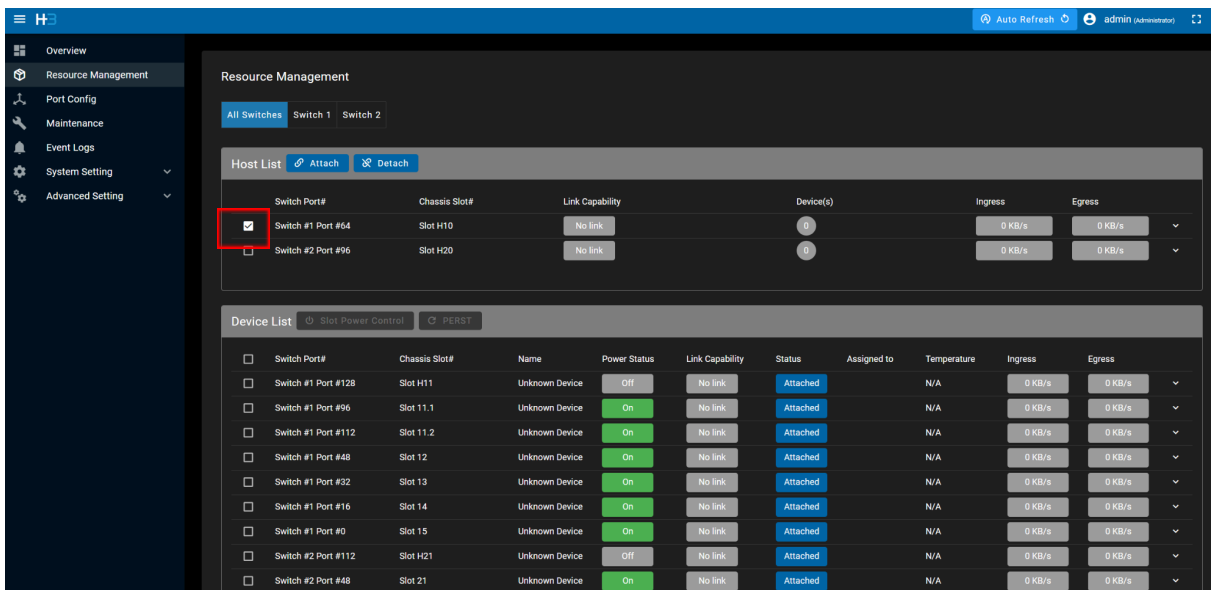 H3 Auto Refresh admin (Administrator)
Overview
Resource Management
Port Config
Maintenance
Event Logs
System Setting
Advanced Setting
Resource Management
All Switches Switch 1 Switch 2
Host List Attach Detach
Switch Port# Chassis Slot# Link Capability Device(s) Ingress Egress
Switch #1 Port #64 Slot H10 No link 0 0 KB/s 0 KB/s
Switch #2 Port #96 Slot H20 No link 0 0 KB/s 0 KB/s
Device List Slot Power Control PERST
Switch Port# Chassis Slot# Name Power Status Link Capability Status Assigned to Temperature Ingress Egress
Switch #1 Port #128 Slot H11 Unknown Device Off No link Attached N/A 0 KB/s 0 KB/s
Switch #1 Port #96 Slot 11.1 Unknown Device On No link Attached N/A 0 KB/s 0 KB/s
Switch #1 Port #112 Slot 11.2 Unknown Device On No link Attached N/A 0 KB/s 0 KB/s
Switch #1 Port #48 Slot 12 Unknown Device On No link Attached N/A 0 KB/s 0 KB/s
Switch #1 Port #32 Slot 13 Unknown Device On No link Attached N/A 0 KB/s 0 KB/s
Switch #1 Port #16 Slot 14 Unknown Device On No link Attached N/A 0 KB/s 0 KB/s
Switch #1 Port #0 Slot 15 Unknown Device On No link Attached N/A 0 KB/s 0 KB/s
Switch #2 Port #112 Slot H21 Unknown Device Off No link Attached N/A 0 KB/s 0 KB/s
Switch #2 Port #48 Slot 21 Unknown Device On No link Attached N/A 0 KB/s 0 KB/s